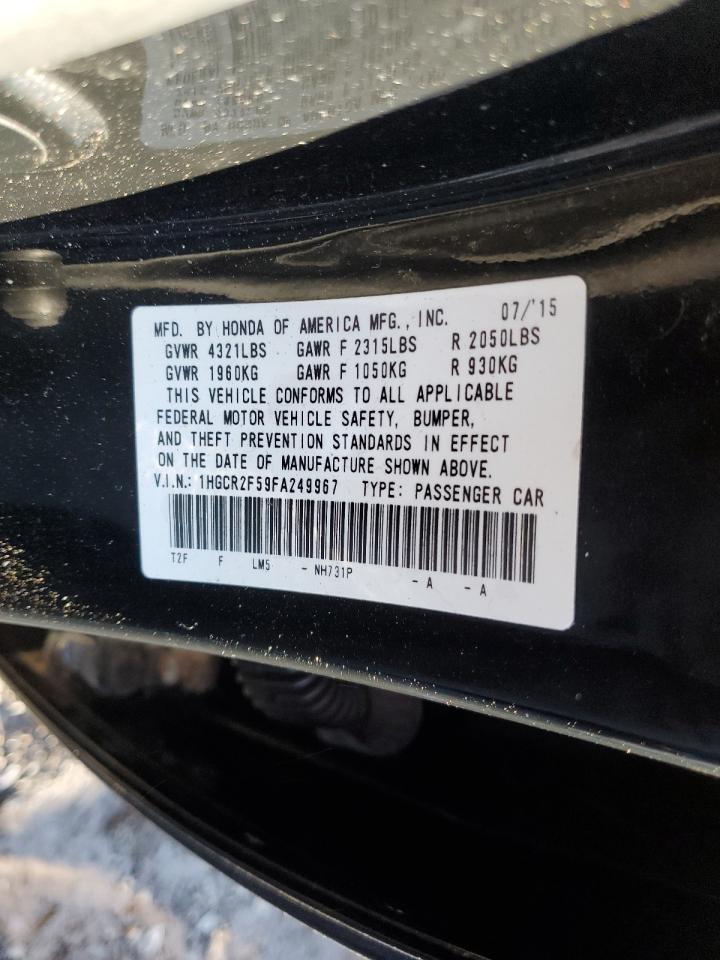 MFD. BY HONDA OF AMERICA MFG., INC. 07/'15
GVWR 4321LBS GAWR F 2315LBS R 2050LBS
GVWR 1960KG GAWR F 1050KG R 930KG
THIS VEHICLE CONFORMS TO ALL APPLICABLE
FEDERAL MOTOR VEHICLE SAFETY, BUMPER,
AND THEFT PREVENTION STANDARDS IN EFFECT
ON THE DATE OF MANUFACTURE SHOWN ABOVE.
V.I.N.: 1HGCR2F59FA249967 TYPE: PASSENGER CAR
T2F F LM5 - NH731P - A - A